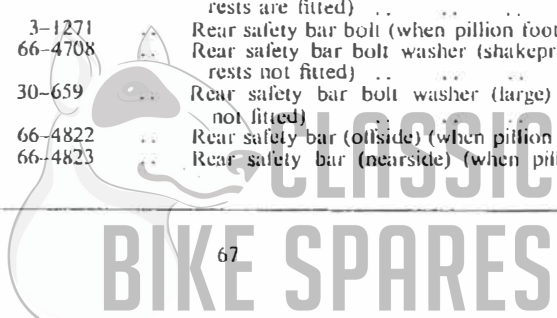 rests are fitted) .. .. ..
3-1271 .. Rear safety bar bolt (when pillion foot
66-4708 .. Rear safety bar bolt washer (shakepr
rests not fitted) .. .. ..
30-659 .. Rear safety bar bolt washer (large)
not fitted) .. .. ..
66-4822 .. Rear safety bar (offside) (when pillion
66-4823 .. Rear safety bar (nearside) (when pil
CLASSIC
67
BIKE SPARES